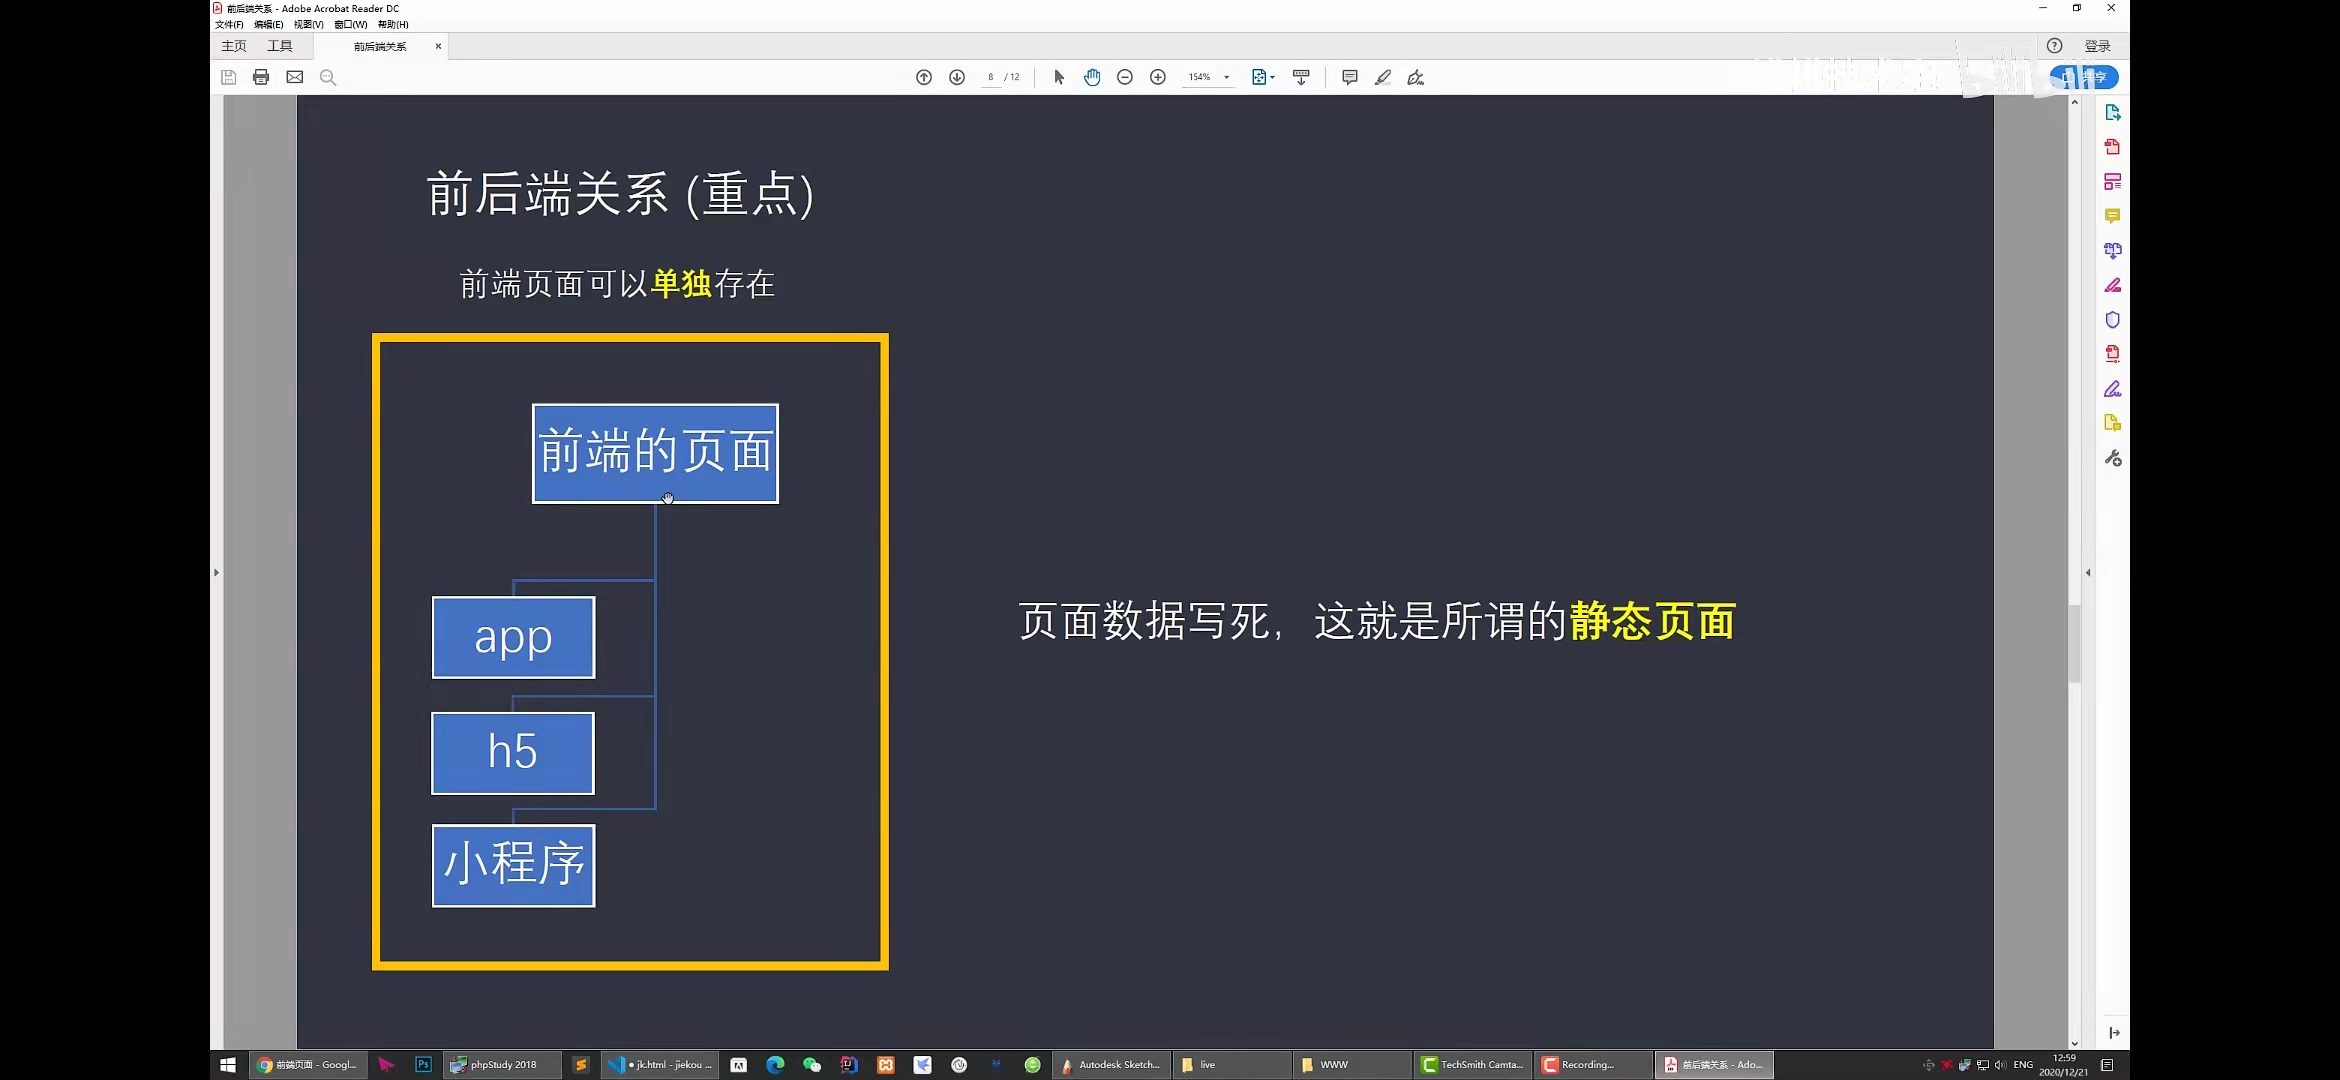 前后端关系 - Adobe Acrobat Reader DC
文件(F) 编辑(E) 视图(V) 窗口(W) 帮助(H)
主页 工具 前后端关系 登录
8 / 12 154% 共享
前后端关系 (重点)
前端页面可以单独存在
前端的页面
app
h5
小程序
页面数据写死，这就是所谓的静态页面
前端页面 - Googl... phpStudy 2018 jk.html - jiekou ... Autodesk Sketch... live WWW TechSmith Camta... Recording... 前后端关系 - Ado... ENG 12:59
2020/12/21